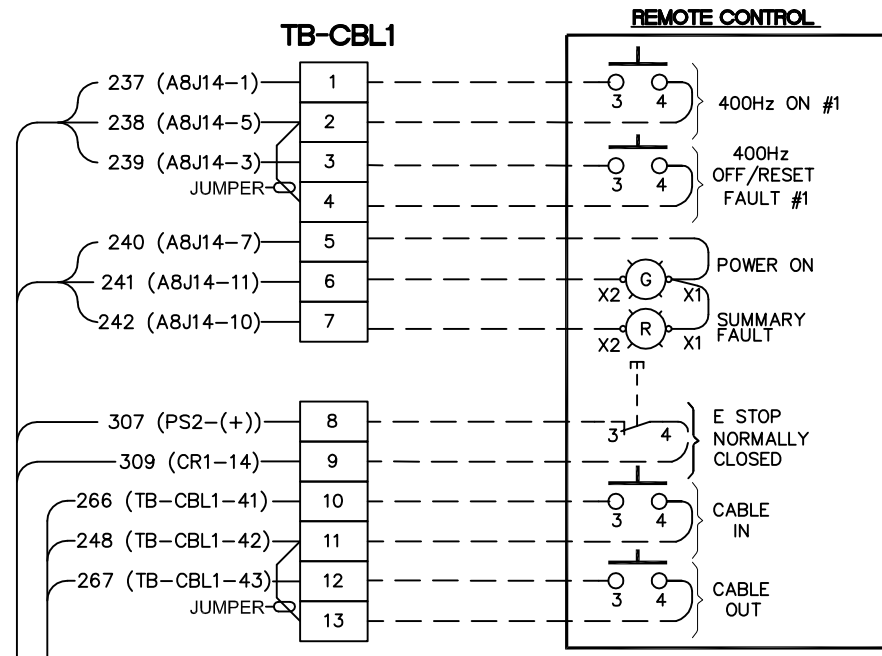 REMOTE CONTROL
TB-CBL1
237 (A8J14-1) 1 3 4 400Hz ON #1
238 (A8J14-5) 2
239 (A8J14-3) 3 3 4 400Hz OFF/RESET FAULT #1
JUMPER 4
240 (A8J14-7) 5
241 (A8J14-11) 6 X2 G X1 POWER ON
242 (A8J14-10) 7 X2 R X1 SUMMARY FAULT
307 (PS2-(+)) 8 3 4 E STOP NORMALLY CLOSED
309 (CR1-14) 9
266 (TB-CBL1-41) 10 3 4 CABLE IN
248 (TB-CBL1-42) 11
267 (TB-CBL1-43) 12 3 4 CABLE OUT
JUMPER 13